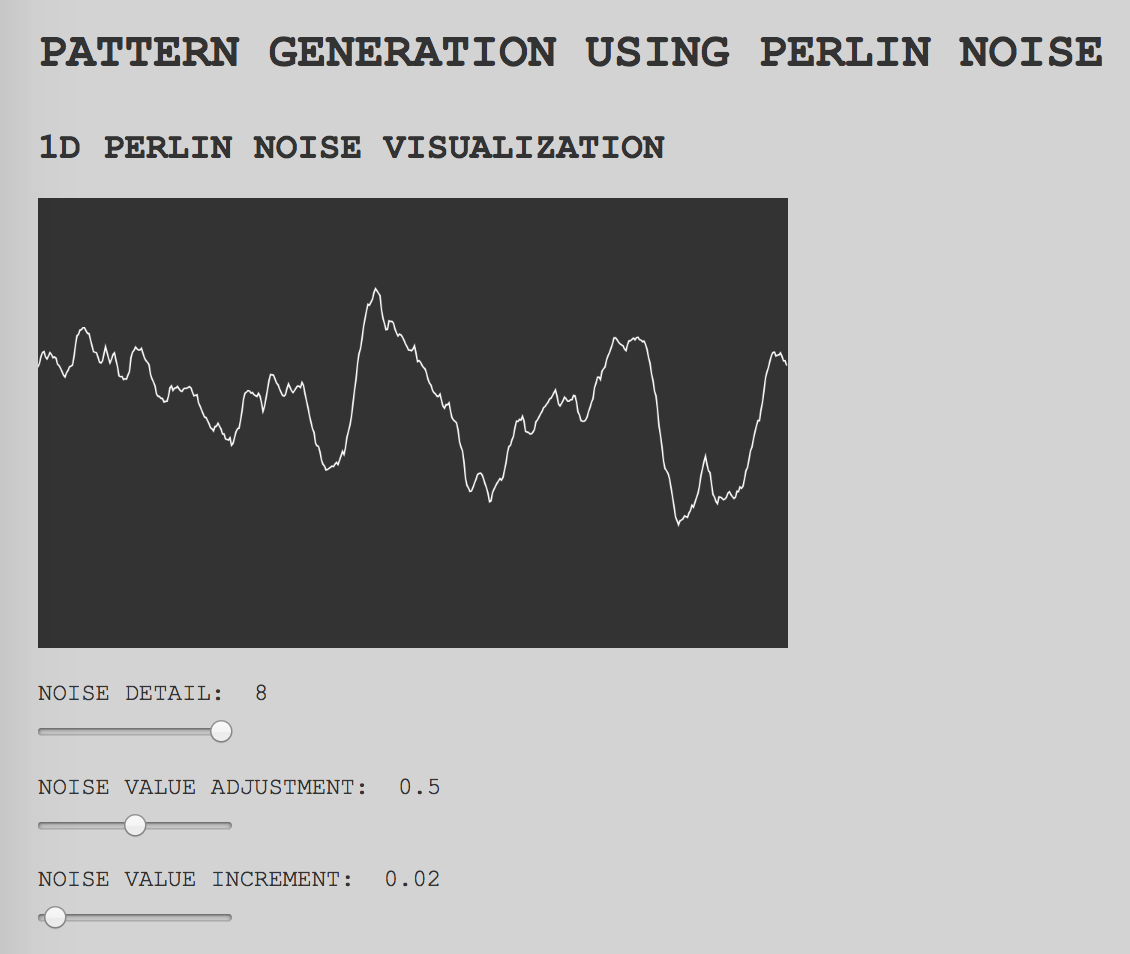 PATTERN GENERATION USING PERLIN NOISE
1D PERLIN NOISE VISUALIZATION
NOISE DETAIL: 8
NOISE VALUE ADJUSTMENT: 0.5
NOISE VALUE INCREMENT: 0.02